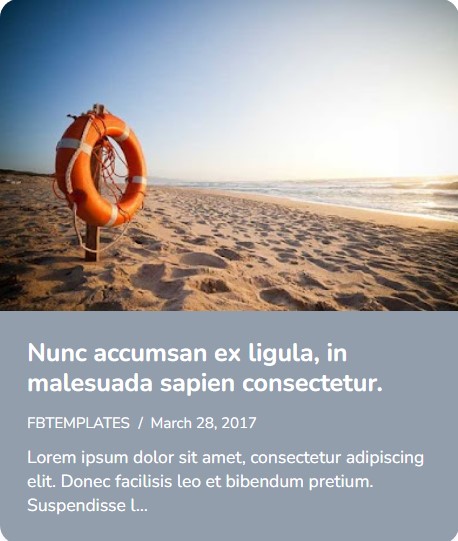 Nunc accumsan ex ligula, in
malesuada sapien consectetur.
FBTEMPLATES / March 28, 2017
Lorem ipsum dolor sit amet, consectetur adipiscing
elit. Donec facilisis leo et bibendum pretium.
Suspendisse l...